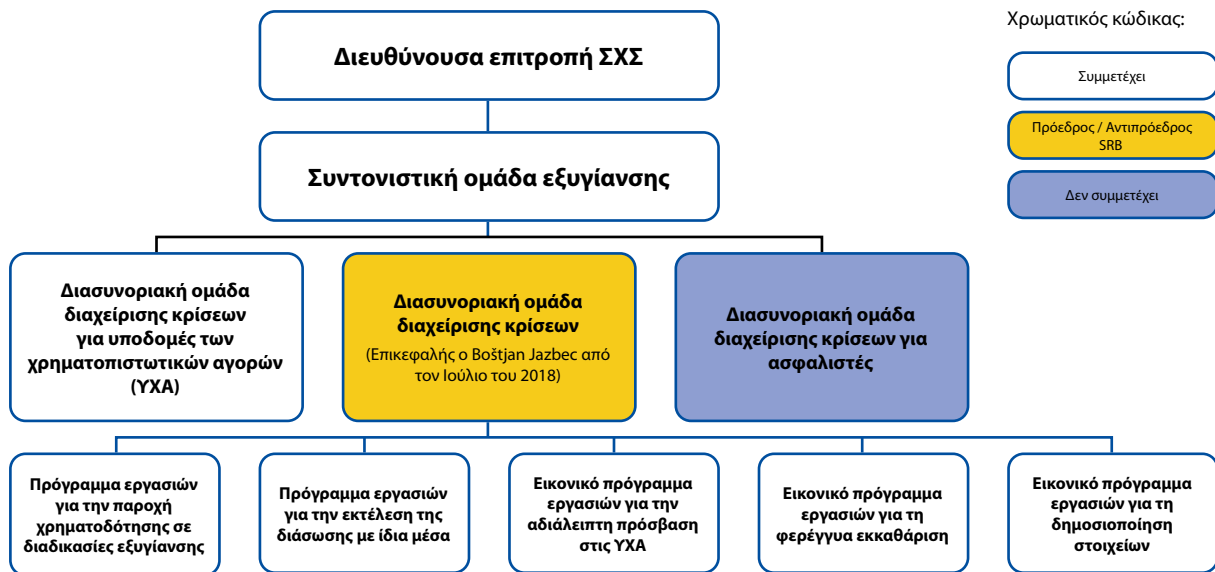 Διευθύνουσα επιτροπή ΣΧΣ
Συντονιστική ομάδα εξυγίανσης
Χρωματικός κώδικας:
Συμμετέχει
Πρόεδρος / Αντιπρόεδρος
SRB
Δεν συμμετέχει
Διασυνοριακή ομάδα
διαχείρισης κρίσεων
για υποδομές των
χρηματοπιστωτικών αγορών
(ΥΧΑ)
Διασυνοριακή ομάδα
διαχείρισης κρίσεων
(Επικεφαλής ο Boštjan Jazbec από
τον Ιούλιο του 2018)
Διασυνοριακή ομάδα
διαχείρισης κρίσεων για
ασφαλιστές
Πρόγραμμα εργασιών
για την παροχή
χρηματοδότησης σε
διαδικασίες εξυγίανσης
Πρόγραμμα εργασιών
για την εκτέλεση της
διάσωσης με ίδια μέσα
Εικονικό πρόγραμμα
εργασιών για την
αδιάλειπτη πρόσβαση
στις ΥΧΑ
Εικονικό πρόγραμμα
εργασιών για τη
φερέγγυα εκκαθάριση
Εικονικό πρόγραμμα
εργασιών για τη
δημοσιοποίηση
στοιχείων